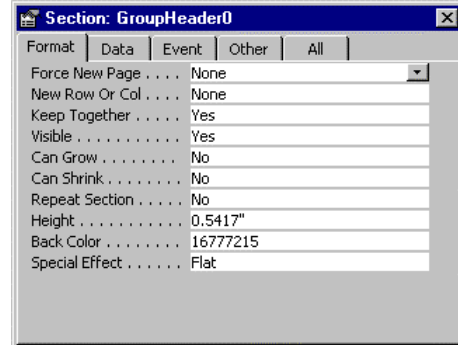 Section: GroupHeader0
Format Data Event Other All
Force New Page . . . . None
New Row Or Col . . . . None
Keep Together . . . . . Yes
Visible . . . . . . . . . . . Yes
Can Grow . . . . . . . . No
Can Shrink . . . . . . . . No
Repeat Section . . . . . No
Height . . . . . . . . . . . 0.5417"
Back Color . . . . . . . . 16777215
Special Effect . . . . . . Flat